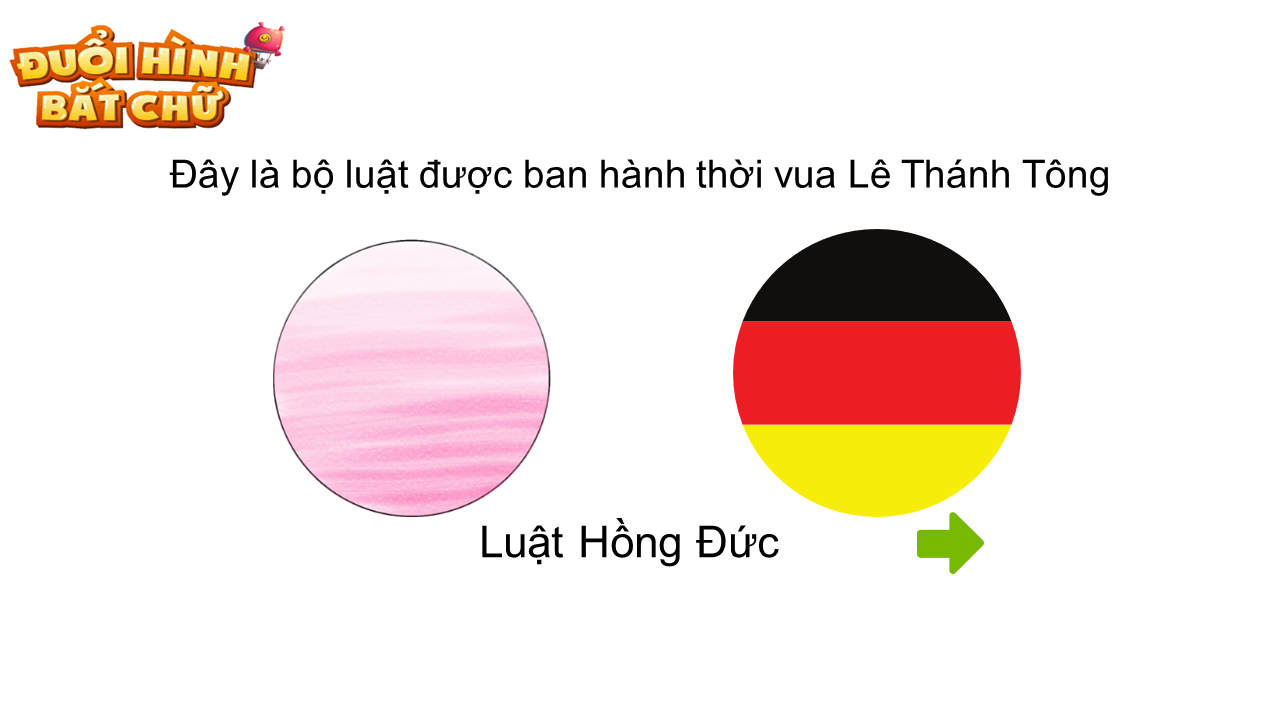 ĐUỔI HÌNH
BẮT CHỮ
Đây là bộ luật được ban hành thời vua Lê Thánh Tông
Luật Hồng Đức